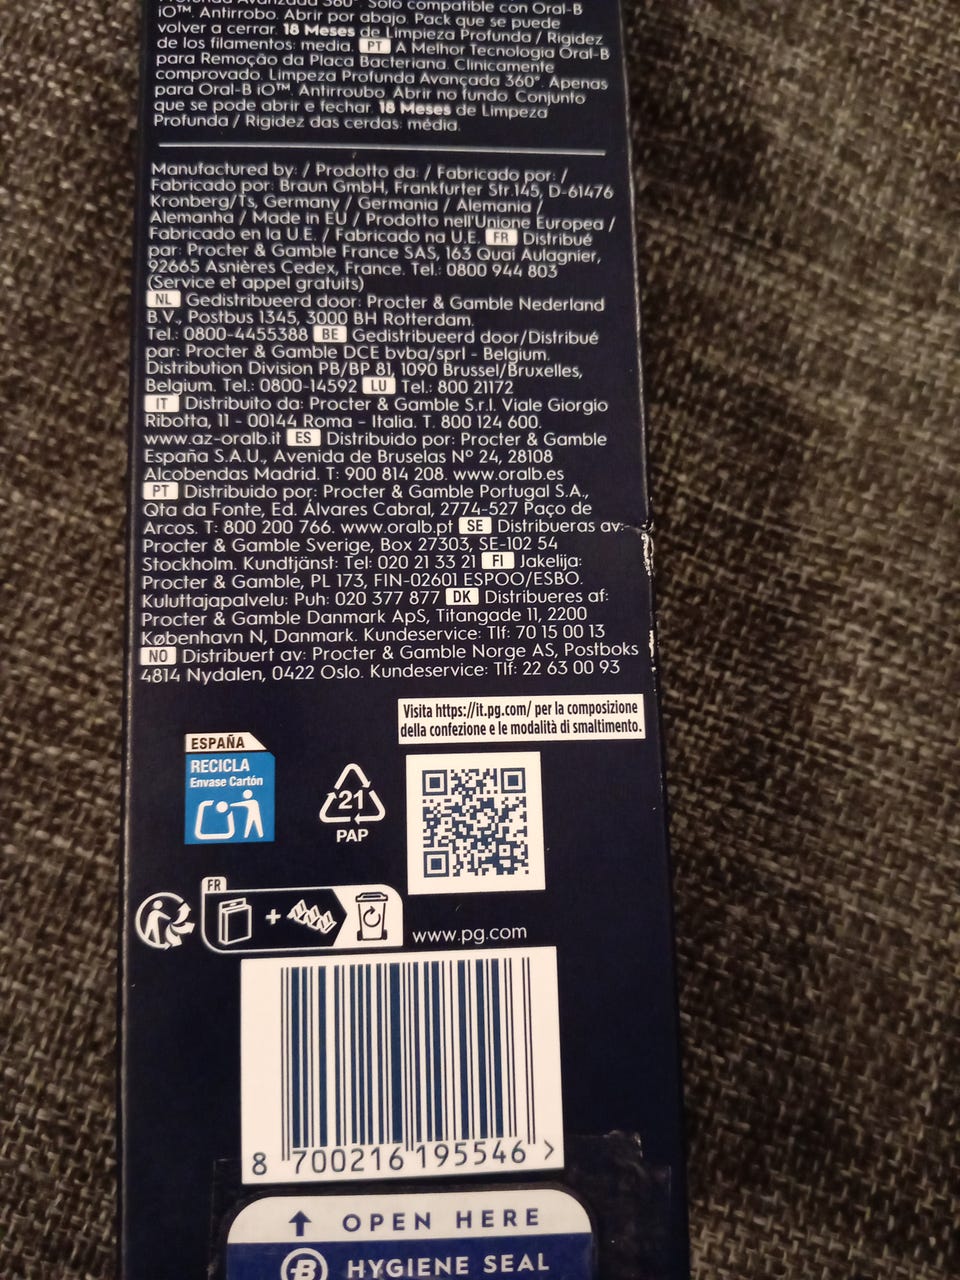 Profunda Avanzada 360°. Solo compatible con Oral-B
iO™. Antirrobo. Abrir por abajo. Pack que se puede
volver a cerrar. 18 Meses de Limpieza Profunda / Rigidez
de los filamentos: media. PT A Melhor Tecnologia Oral-B
para Remoção da Placa Bacteriana. Clinicamente
comprovado. Limpeza Profunda Avançada 360°. Apenas
para Oral-B iO™. Antirroubo. Abrir no fundo. Conjunto
que se pode abrir e fechar. 18 Meses de Limpeza
Profunda / Rigidez das cerdas: média.
Manufactured by: / Prodotto da: / Fabricado por: /
Fabricado por: Braun GmbH, Frankfurter Str.145, D-61476
Kronberg/Ts, Germany / Germania / Alemania /
Alemanha / Made in EU / Prodotto nell'Unione Europea /
Fabricado en la U.E. / Fabricado na U.E. FR Distribué
par: Procter & Gamble France SAS, 163 Quai Aulagnier,
92665 Asnières Cedex, France. Tel.: 0800 944 803
(Service et appel gratuits)
NL Gedistribueerd door: Procter & Gamble Nederland
B.V., Postbus 1345, 3000 BH Rotterdam.
Tel.: 0800-4455388 BE Gedistribueerd door/Distribué
par: Procter & Gamble DCE bvba/sprl - Belgium.
Distribution Division PB/BP 81, 1090 Brussel/Bruxelles,
Belgium. Tel.: 0800-14592 LU Tel.: 800 21172
IT Distribuito da: Procter & Gamble S.r.l. Viale Giorgio
Ribotta, 11 - 00144 Roma - Italia. T. 800 124 600.
www.az-oralb.it ES Distribuido por: Procter & Gamble
España S.A.U., Avenida de Bruselas Nº 24, 28108
Alcobendas Madrid. T: 900 814 208. www.oralb.es
PT Distribuido por: Procter & Gamble Portugal S.A.,
Qta da Fonte, Ed. Álvares Cabral, 2774-527 Paço de
Arcos. T: 800 200 766. www.oralb.pt SE Distribueras av:
Procter & Gamble Sverige, Box 27303, SE-102 54
Stockholm. Kundtjänst: Tel: 020 21 33 21 FI Jakelija:
Procter & Gamble, PL 173, FIN-02601 ESPOO/ESBO.
Kuluttajapalvelu: Puh: 020 377 877 DK Distribueres af:
Procter & Gamble Danmark ApS, Titangade 11, 2200
København N, Danmark. Kundeservice: Tlf: 70 15 00 13
NO Distribuert av: Procter & Gamble Norge AS, Postboks
4814 Nydalen, 0422 Oslo. Kundeservice: Tlf: 22 63 00 93
Visita https://it.pg.com/ per la composizione
della confezione e le modalità di smaltimento.
ESPAÑA
RECICLA
Envase Cartón
21
PAP
FR
+
www.pg.com
8 700216 195546 >
OPEN HERE
B HYGIENE SEAL